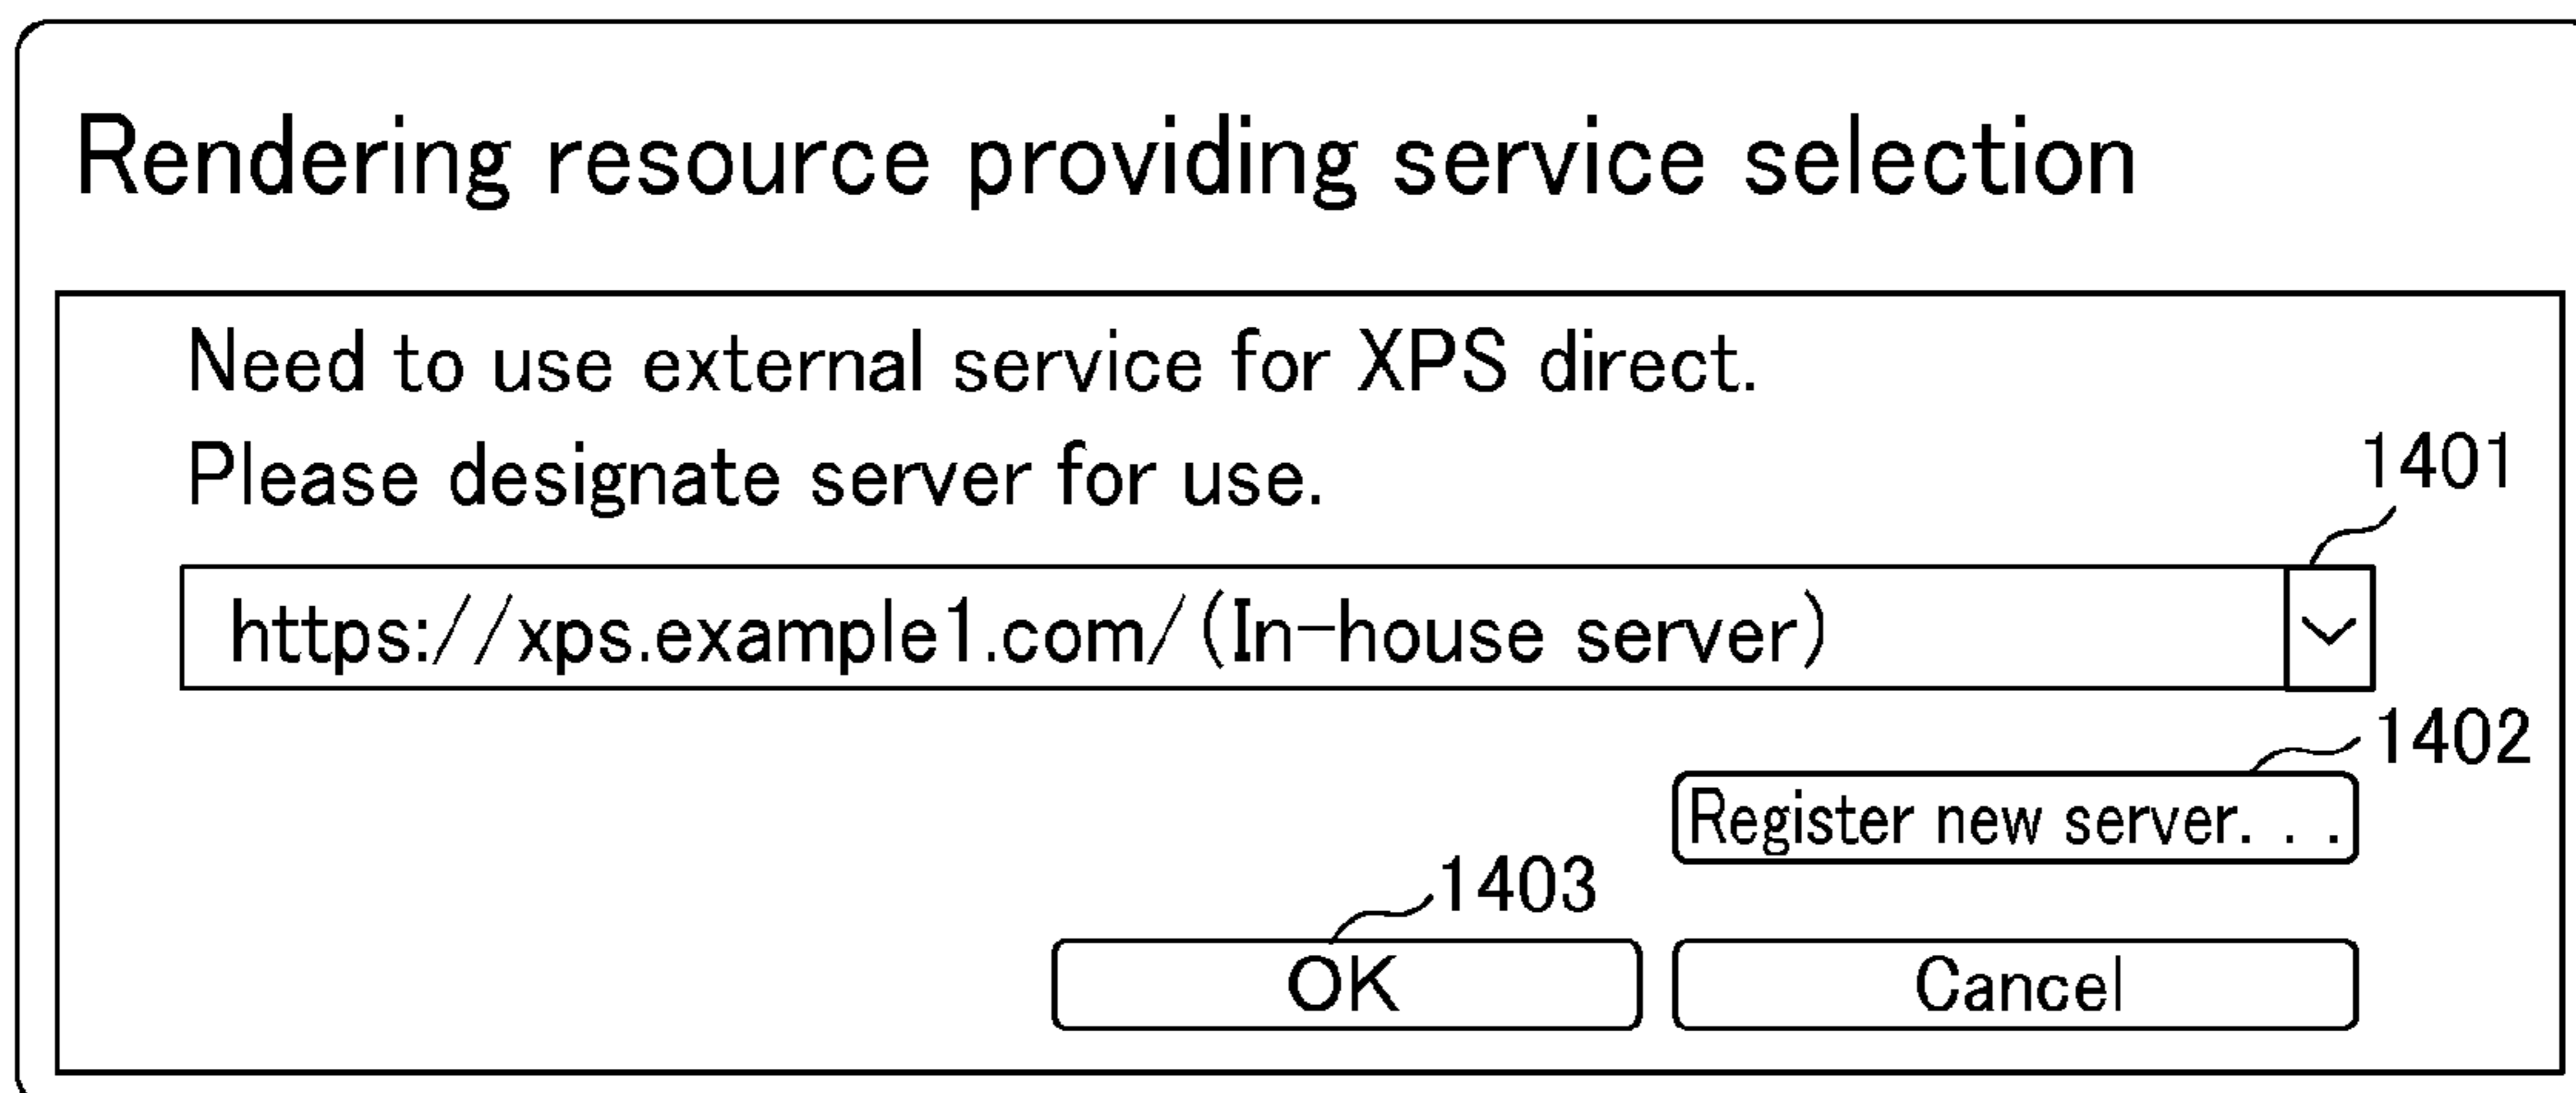 Rendering resource providing service selection
Need to use external service for XPS direct.
Please designate server for use.
1401
https://xps.example1.com/(In-house server)
1402
Register new server. . .
1403
OK
Cancel